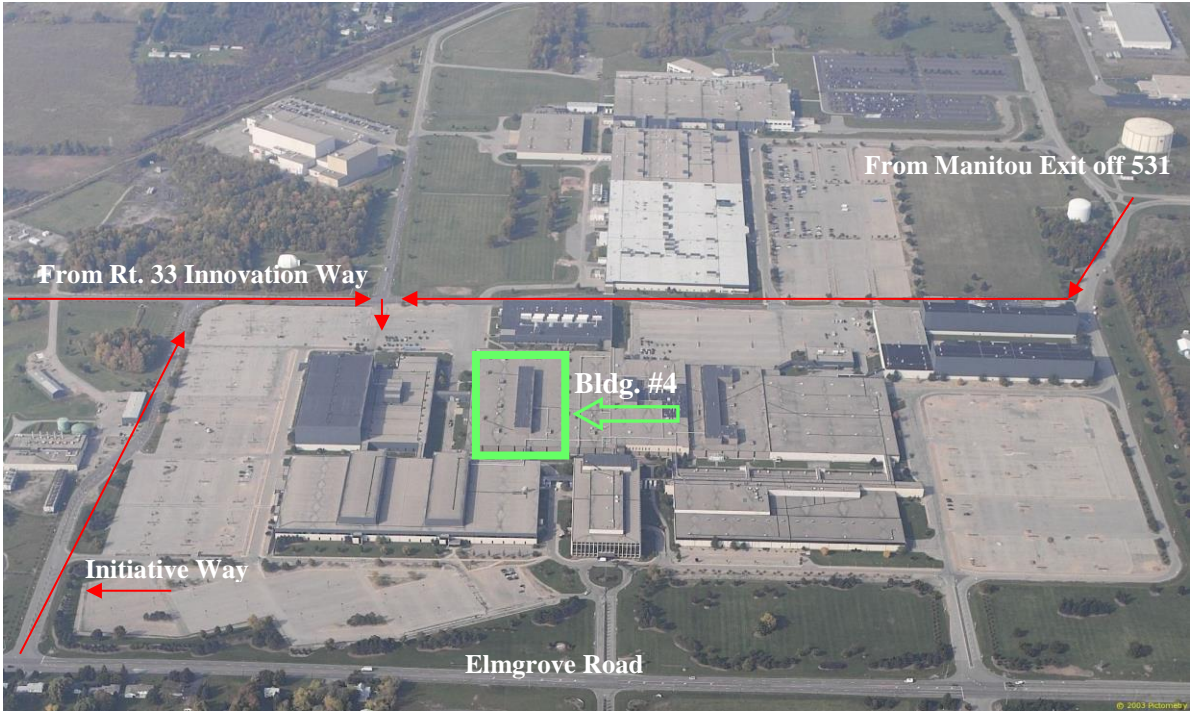 From Manitou Exit off 531
From Rt. 33 Innovation Way
Bldg. #4
Initiative Way
Elmgrove Road
© 2003 Pictometry